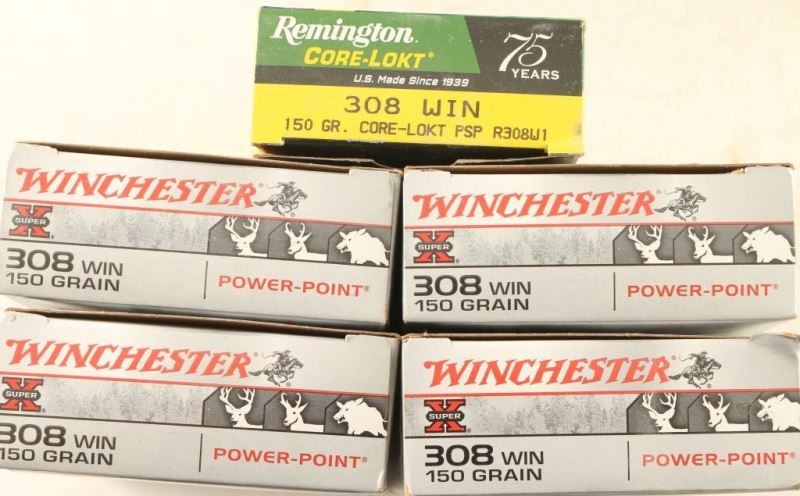 Remington®
CORE-LOKT®
75
YEARS
U.S. Made Since 1939
308 WIN
150 GR. CORE-LOKT PSP R308W1
WINCHESTER®
X
SUPER
308 WIN
150 GRAIN
POWER-POINT®
WINCHESTER®
X
SUPER
308 WIN
150 GRAIN
POWER-POINT®
WINCHESTER®
X
SUPER
308 WIN
150 GRAIN
POWER-POINT®
WINCHESTER®
X
SUPER
308 WIN
150 GRAIN
POWER-POINT®